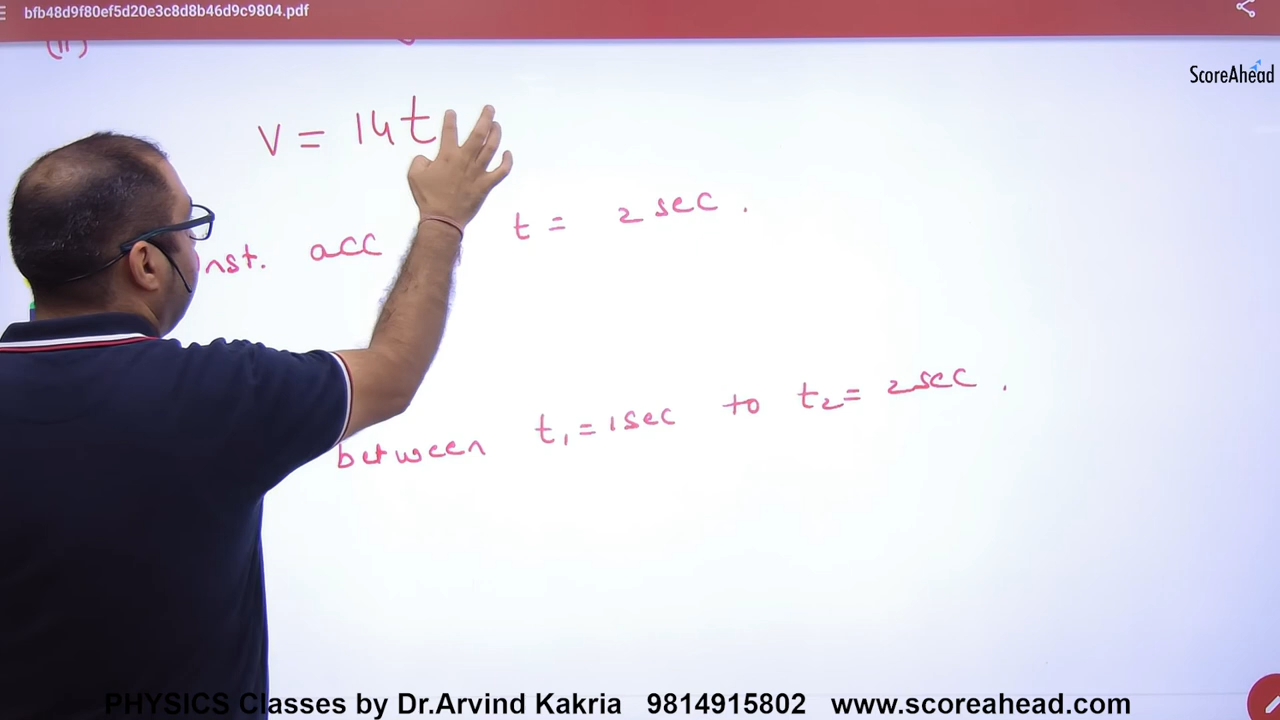 bfb48d9f80ef5d20e3c8d8b46d9c9804.pdf
(II)
ScoreAhead
v = 14t
nst. acc t = 2 sec.
between t₁ = 1sec to t₂ = 2sec.
PHYSICS Classes by Dr.Arvind Kakria 9814915802 www.scoreahead.com